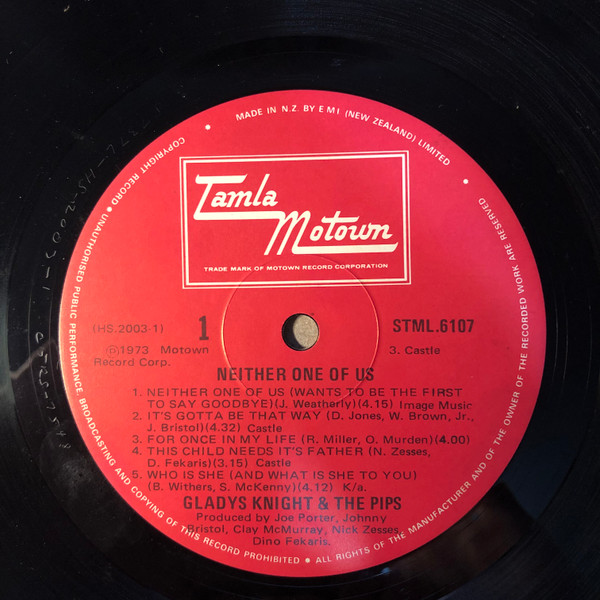 MADE IN N.Z. BY EMI (NEW ZEALAND) LIMITED
Tamla
Motown
TRADE MARK OF MOTOWN RECORD CORPORATION
(HS.2003-1)
1
STML.6107
℗1973 Motown
Record Corp.
3. Castle
NEITHER ONE OF US
1. NEITHER ONE OF US (WANTS TO BE THE FIRST
TO SAY GOODBYE)(J. Weatherly)(4.15) Image Music
2. IT'S GOTTA BE THAT WAY (D. Jones, W. Brown, Jr.,
J. Bristol)(4.32) Castle
3. FOR ONCE IN MY LIFE (R. Miller, O. Murden)(4.00)
4. THIS CHILD NEEDS IT'S FATHER (N. Zesses,
D. Fekaris)(3.15) Castle
5. WHO IS SHE (AND WHAT IS SHE TO YOU)
(B. Withers, S. McKenny)(4.12) K/a.
GLADYS KNIGHT & THE PIPS
Produced by Joe Porter, Johnny
Bristol, Clay McMurray, Nick Zesses,
Dino Fekaris.
• ALL RIGHTS OF THE MANUFACTURER AND OF THE OWNER OF THE RECORDED WORK ARE RESERVED •
COPYRIGHT RECORD • UNAUTHORISED PUBLIC PERFORMANCE, BROADCASTING AND COPYING OF THIS RECORD PROHIBITED